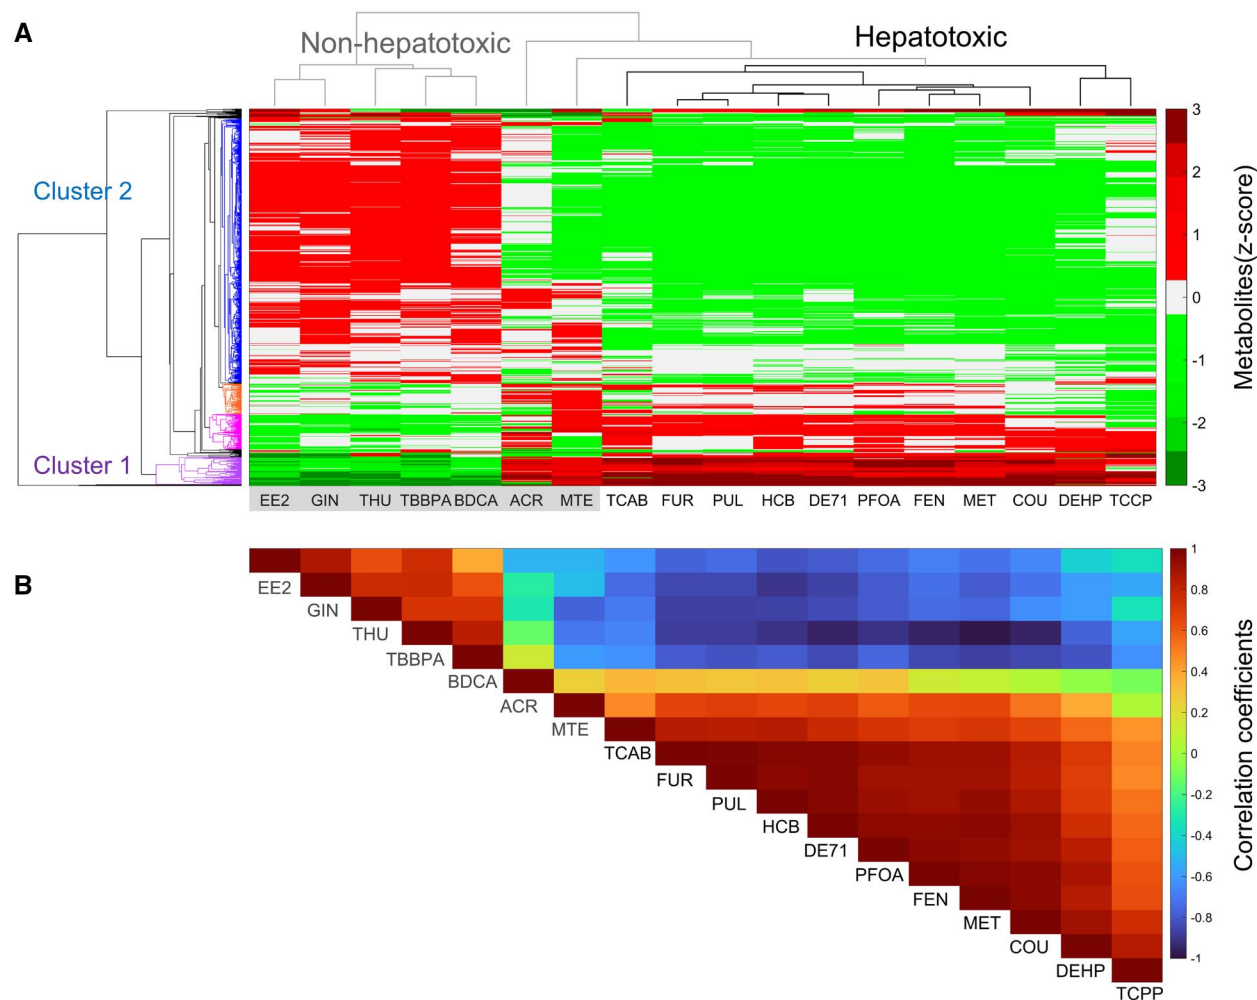 A
Non-hepatotoxic
Hepatotoxic
Cluster 2
Cluster 1
3
2
1
0
-1
-2
-3
Metabolites(z-score)
EE2 GIN THU TBBPA BDCA ACR MTE TCAB FUR PUL HCB DE71 PFOA FEN MET COU DEHP TCCP
B
EE2
GIN
THU
TBBPA
BDCA
ACR
MTE
TCAB
FUR
PUL
HCB
DE71
PFOA
FEN
MET
COU
DEHP
TCPP
1
0.8
0.6
0.4
0.2
0
-0.2
-0.4
-0.6
-0.8
-1
Correlation coefficients